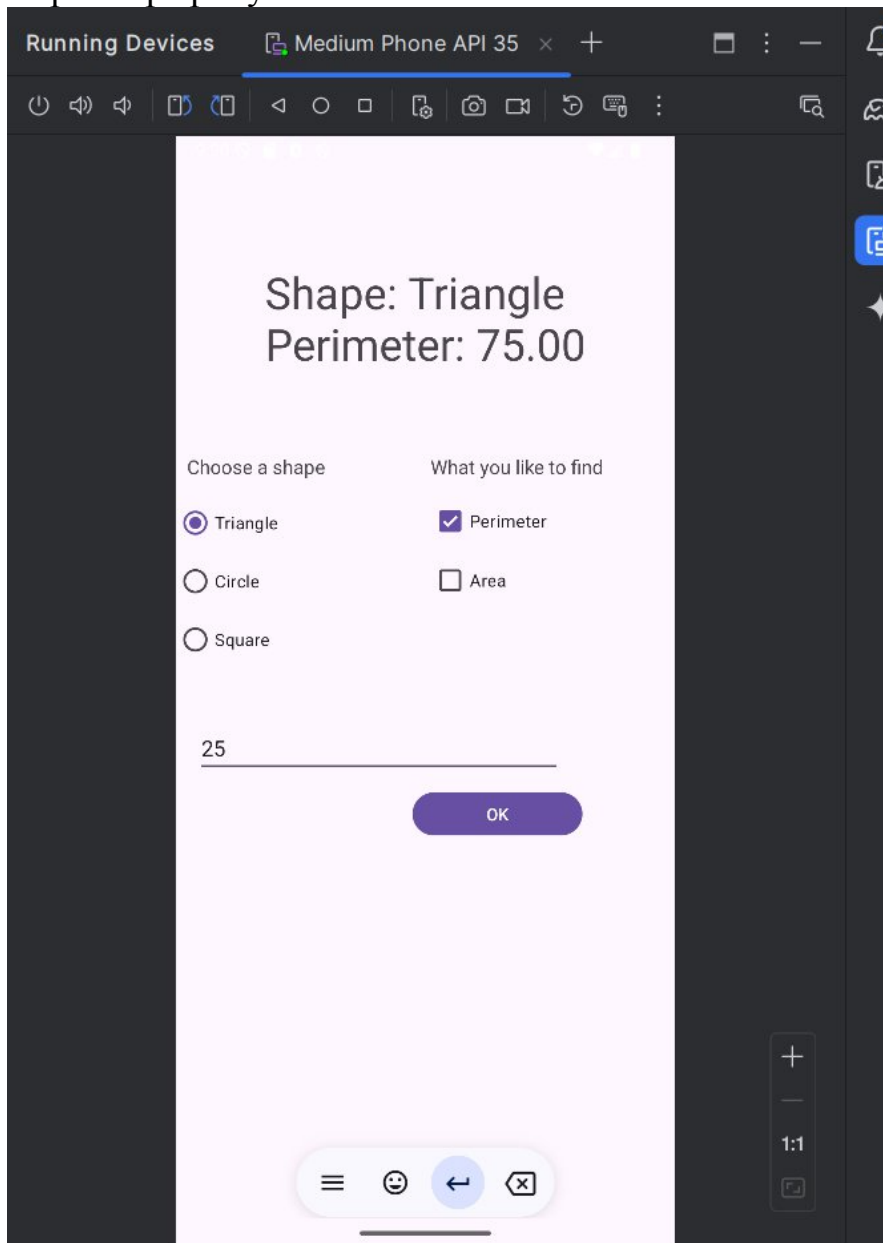 Running Devices
Medium Phone API 35
Shape: Triangle
Perimeter: 75.00
Choose a shape
What you like to find
Triangle
Perimeter
Circle
Area
Square
25
OK
1:1